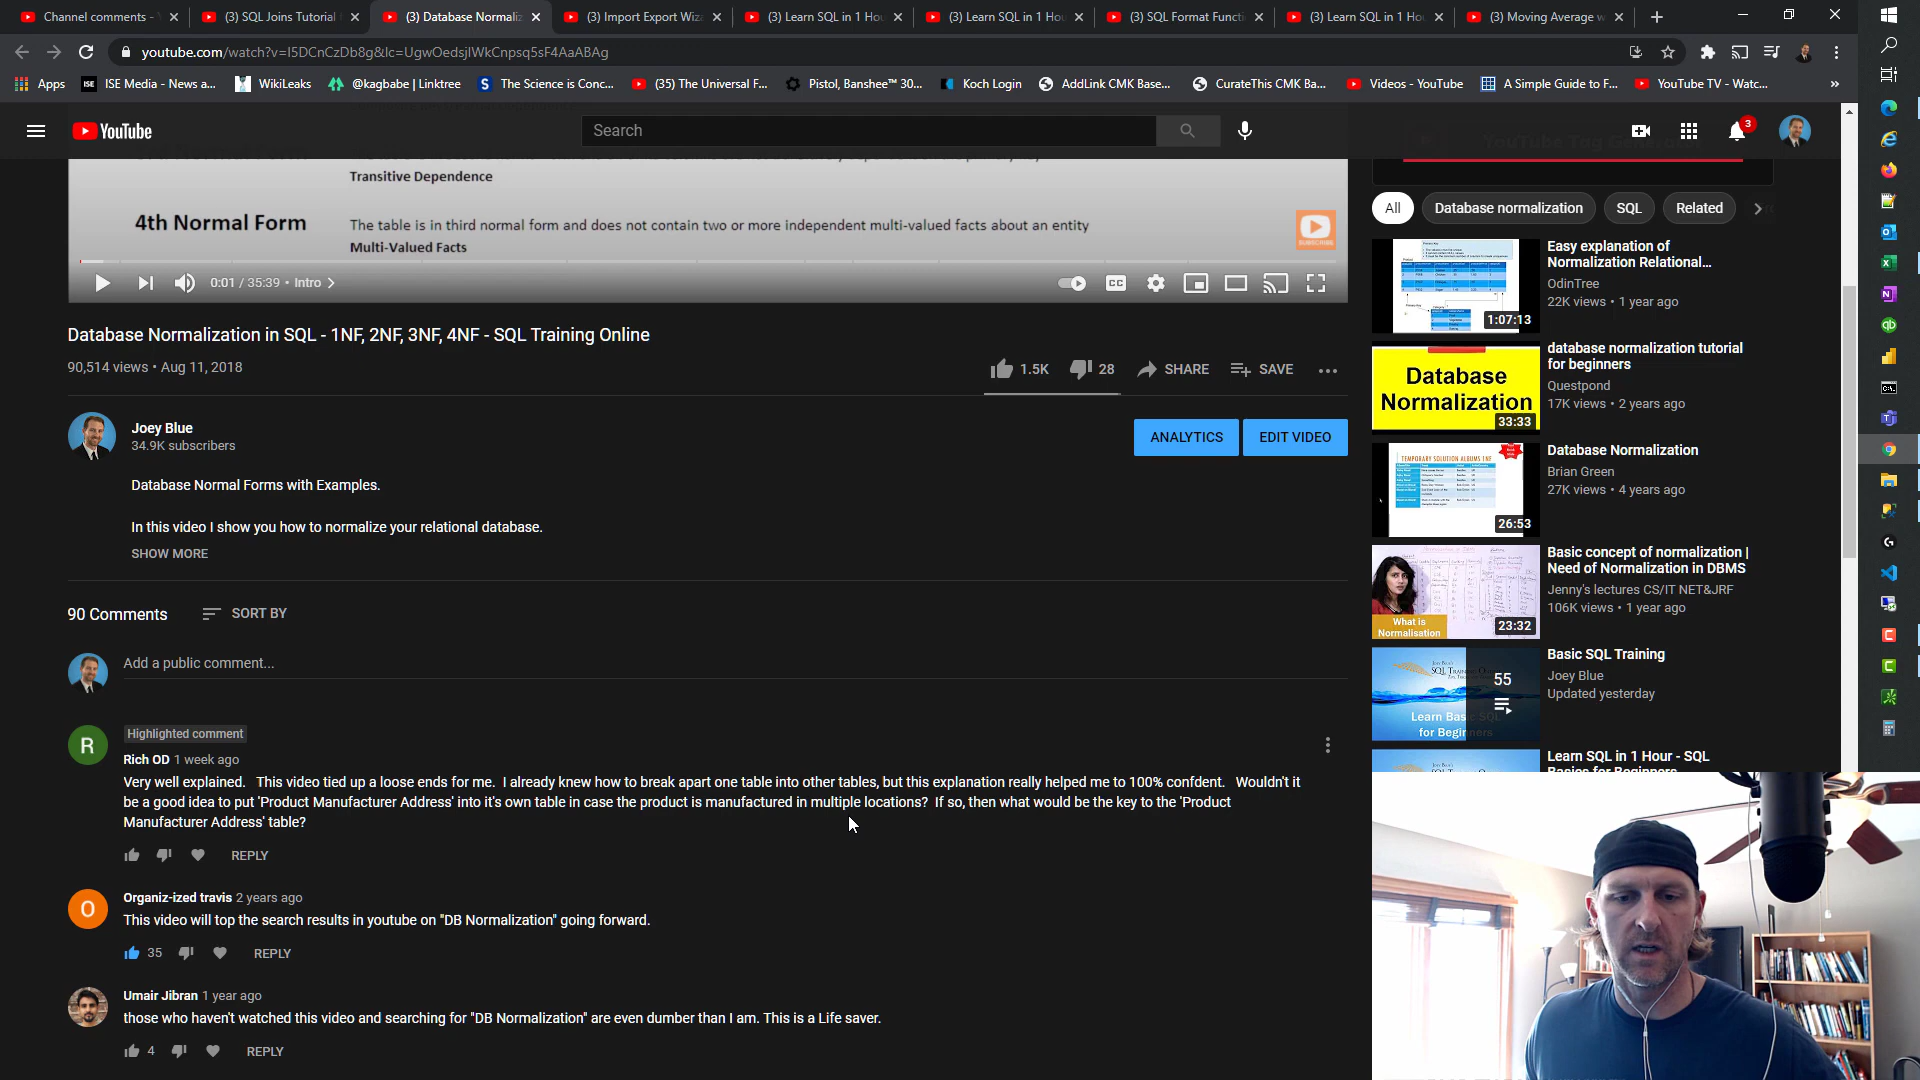 Channel comments -
(3) SQL Joins Tutorial
(3) Database Normaliz
(3) Import Export Wiza
(3) Learn SQL in 1 Hou
(3) Learn SQL in 1 Hou
(3) SQL Format Functi
(3) Learn SQL in 1 Hou
(3) Moving Average w
youtube.com/watch?v=I5DCnCzDb8g&lc=UgwOedsjlWkCnpsq5sF4AaABAg
Apps
ISE Media - News a...
WikiLeaks
@kagbabe | Linktree
The Science is Conc...
(35) The Universal F...
Pistol, Banshee™ 30...
Koch Login
AddLink CMK Base...
CurateThis CMK Ba...
Videos - YouTube
A Simple Guide to F...
YouTube TV - Watc...
YouTube
Search
3
Transitive Dependence
4th Normal Form
The table is in third normal form and does not contain two or more independent multi-valued facts about an entity
Multi-Valued Facts
SUBSCRIBE
0:01 / 35:39 • Intro
CC
Database Normalization in SQL - 1NF, 2NF, 3NF, 4NF - SQL Training Online
90,514 views • Aug 11, 2018
1.5K
28
SHARE
SAVE
Joey Blue
34.9K subscribers
ANALYTICS
EDIT VIDEO
Database Normal Forms with Examples.
In this video I show you how to normalize your relational database.
SHOW MORE
90 Comments
SORT BY
Add a public comment...
R
Highlighted comment
Rich OD 1 week ago
Very well explained. This video tied up a loose ends for me. I already knew how to break apart one table into other tables, but this explanation really helped me to 100% confdent. Wouldn't it
be a good idea to put 'Product Manufacturer Address' into it's own table in case the product is manufactured in multiple locations? If so, then what would be the key to the 'Product
Manufacturer Address' table?
REPLY
O
Organiz-ized travis 2 years ago
This video will top the search results in youtube on "DB Normalization" going forward.
35
REPLY
Umair Jibran 1 year ago
those who haven't watched this video and searching for "DB Normalization" are even dumber than I am. This is a Life saver.
4
REPLY
All
Database normalization
SQL
Related
1:07:13
Easy explanation of
Normalization Relational...
OdinTree
22K views • 1 year ago
Database
Normalization
33:33
database normalization tutorial
for beginners
Questpond
17K views • 2 years ago
TEMPORARY SOLUTION ALBUMS 1NF
26:53
Database Normalization
Brian Green
27K views • 4 years ago
What is
Normalisation
23:32
Basic concept of normalization |
Need of Normalization in DBMS
Jenny's lectures CS/IT NET&JRF
106K views • 1 year ago
Learn Basic SQL
for Beginners
55
Basic SQL Training
Joey Blue
Updated yesterday
Learn SQL in 1 Hour - SQL